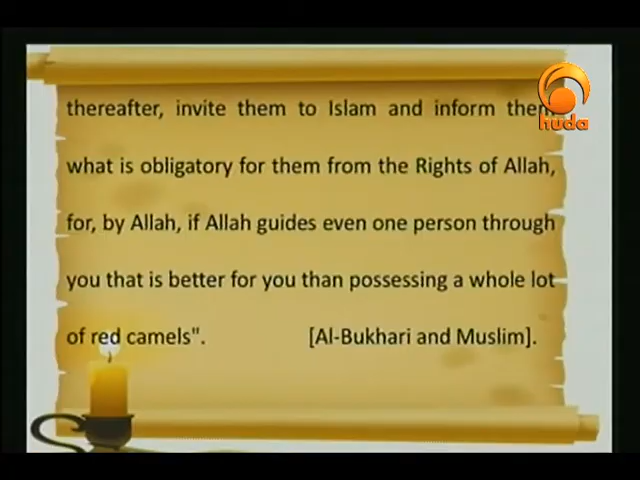 thereafter, invite them to Islam and inform them
what is obligatory for them from the Rights of Allah,
for, by Allah, if Allah guides even one person through
you that is better for you than possessing a whole lot
of red camels". [Al-Bukhari and Muslim].
huda